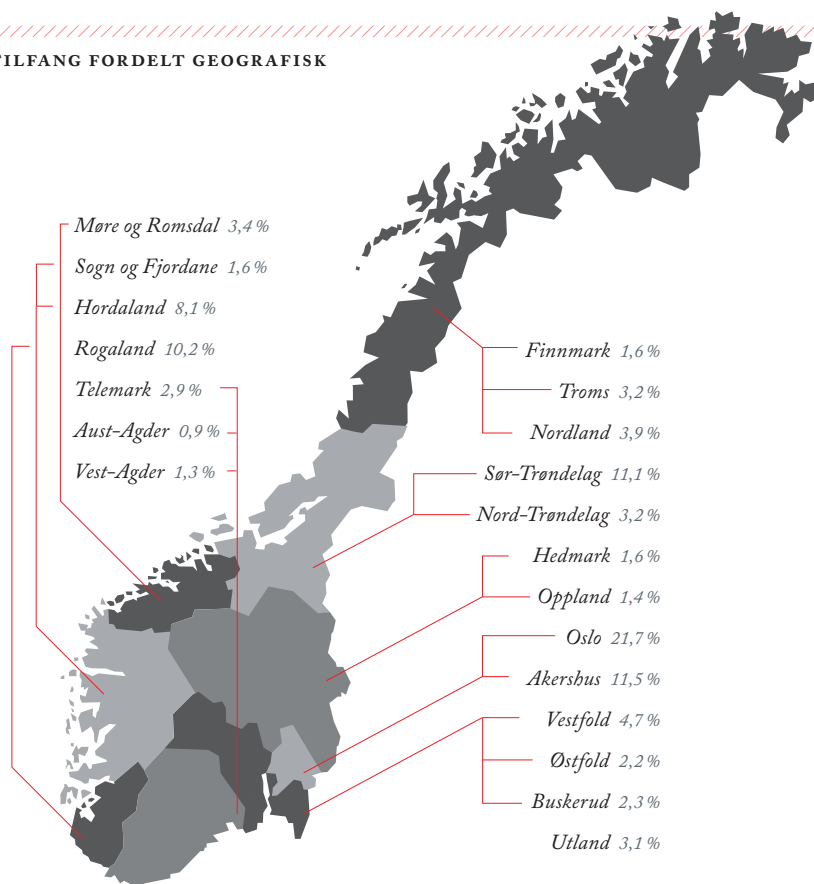 TILFANG FORDELT GEOGRAFISK
Møre og Romsdal 3,4 %
Sogn og Fjordane 1,6 %
Hordaland 8,1 %
Rogaland 10,2 %
Telemark 2,9 %
Aust-Agder 0,9 %
Vest-Agder 1,3 %
Finnmark 1,6 %
Troms 3,2 %
Nordland 3,9 %
Sør-Trøndelag 11,1 %
Nord-Trøndelag 3,2 %
Hedmark 1,6 %
Oppland 1,4 %
Oslo 21,7 %
Akershus 11,5 %
Vestfold 4,7 %
Østfold 2,2 %
Buskerud 2,3 %
Utland 3,1 %